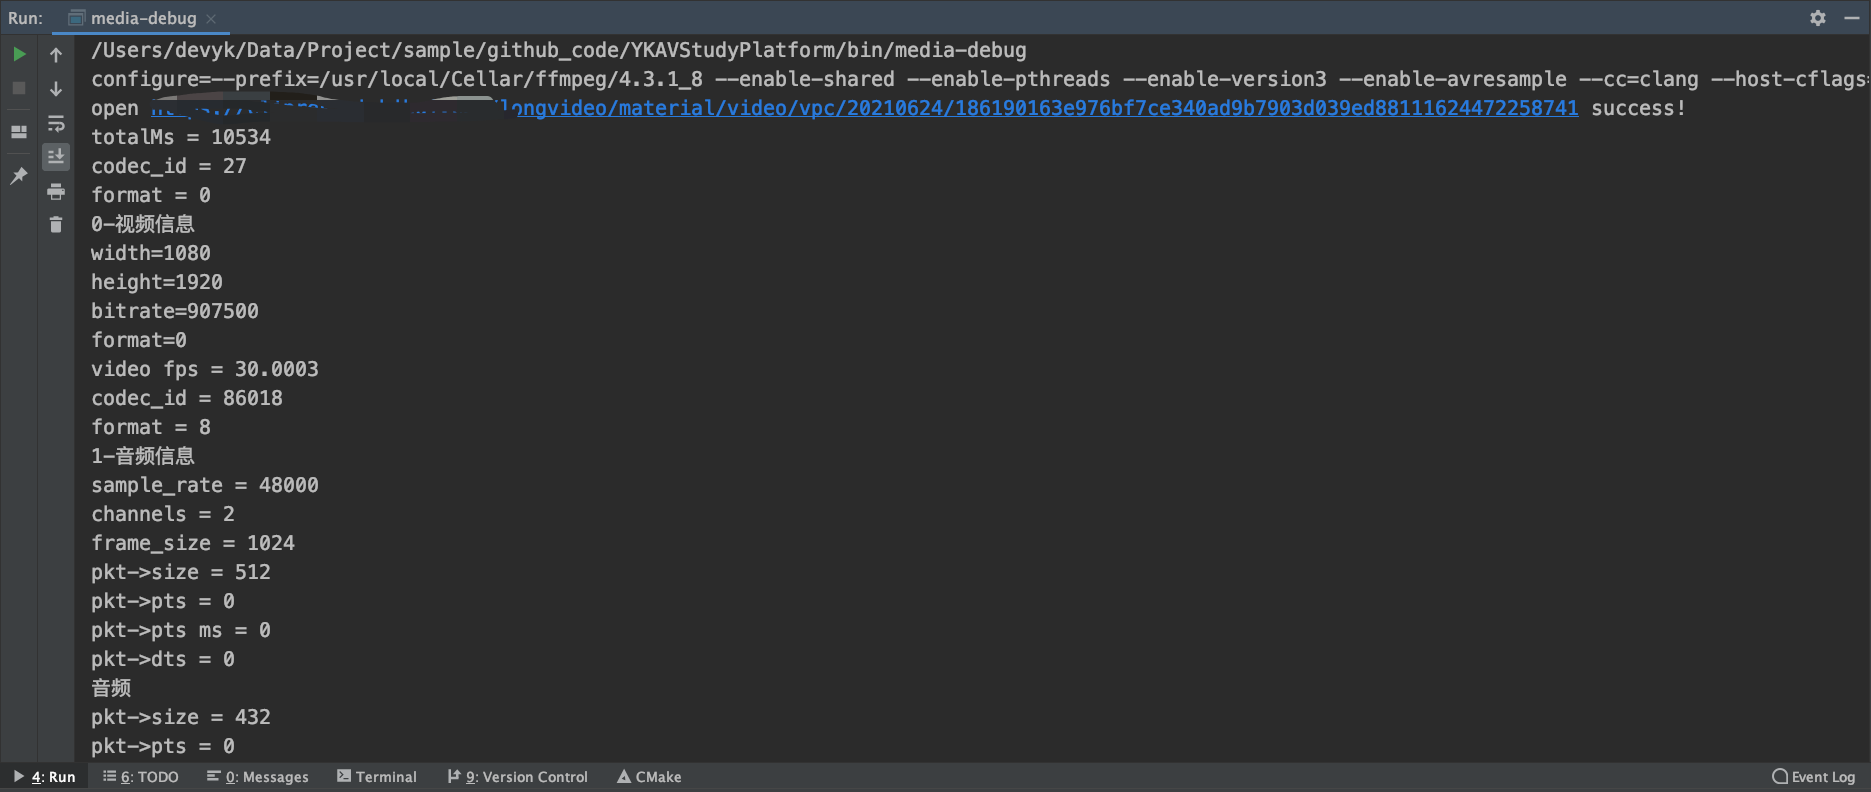 Run: media-debug
/Users/devyk/Data/Project/sample/github_code/YKAVStudyPlatform/bin/media-debug
configure=--prefix=/usr/local/Cellar/ffmpeg/4.3.1_8 --enable-shared --enable-pthreads --enable-version3 --enable-avresample --cc=clang --host-cflags=
open longvideo/material/video/vpc/20210624/186190163e976bf7ce340ad9b7903d039ed88111624472258741 success!
totalMs = 10534
codec_id = 27
format = 0
0-视频信息
width=1080
height=1920
bitrate=907500
format=0
video fps = 30.0003
codec_id = 86018
format = 8
1-音频信息
sample_rate = 48000
channels = 2
frame_size = 1024
pkt->size = 512
pkt->pts = 0
pkt->pts ms = 0
pkt->dts = 0
音频
pkt->size = 432
pkt->pts = 0
4: Run 6: TODO 0: Messages Terminal 9: Version Control CMake Event Log